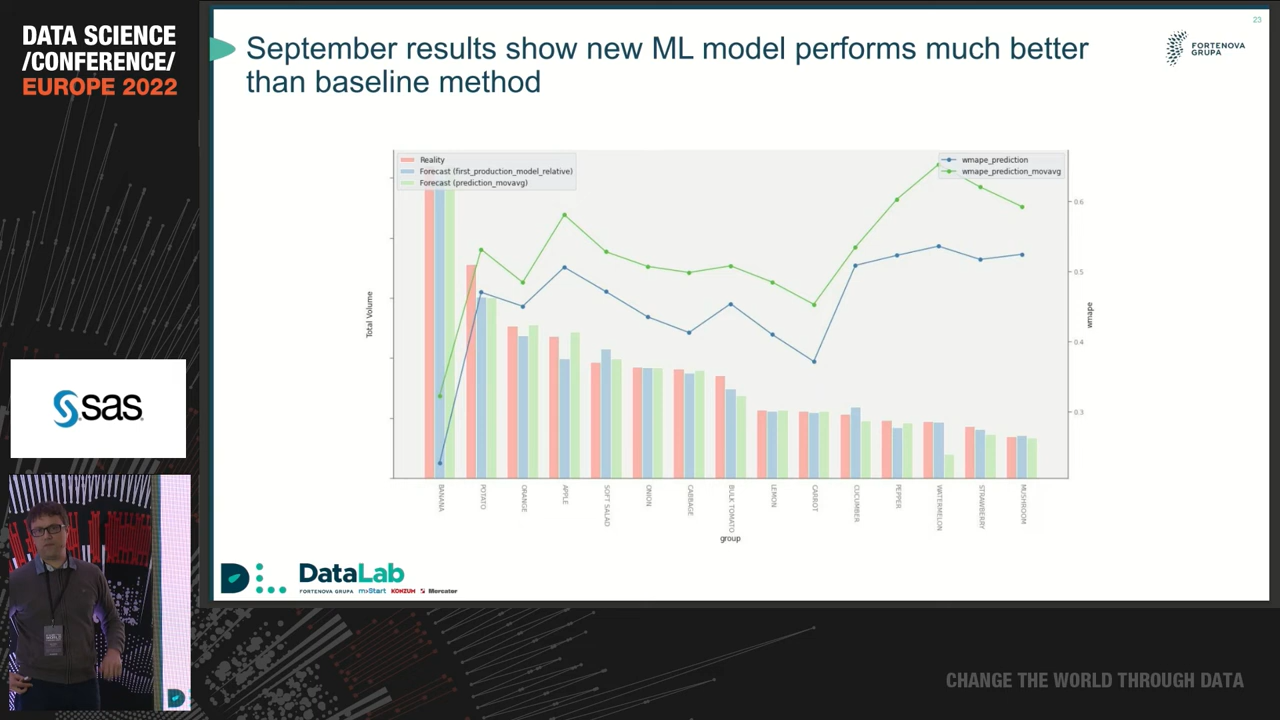 DATA SCIENCE
/CONFERENCE/
EUROPE 2022
23
September results show new ML model performs much better
than baseline method
FORTENOVA
GRUPA
Reality
Forecast (first_production_model_relative)
Forecast (prediction_movavg)
wmape_prediction
wmape_prediction_movavg
Total Volume
0.6
0.5
0.4
0.3
wmape
BANANA
POTATO
ORANGE
APPLE
SOFT SALAD
ONION
CABBAGE
BULK TOMATO
LEMON
CARROT
CUCUMBER
PEPPER
WATERMELON
STRAWBERRY
MUSHROOM
group
sas
DataLab
FORTENOVA GRUPA mStart KONZUM Mercator
CHANGE THE WORLD THROUGH DATA